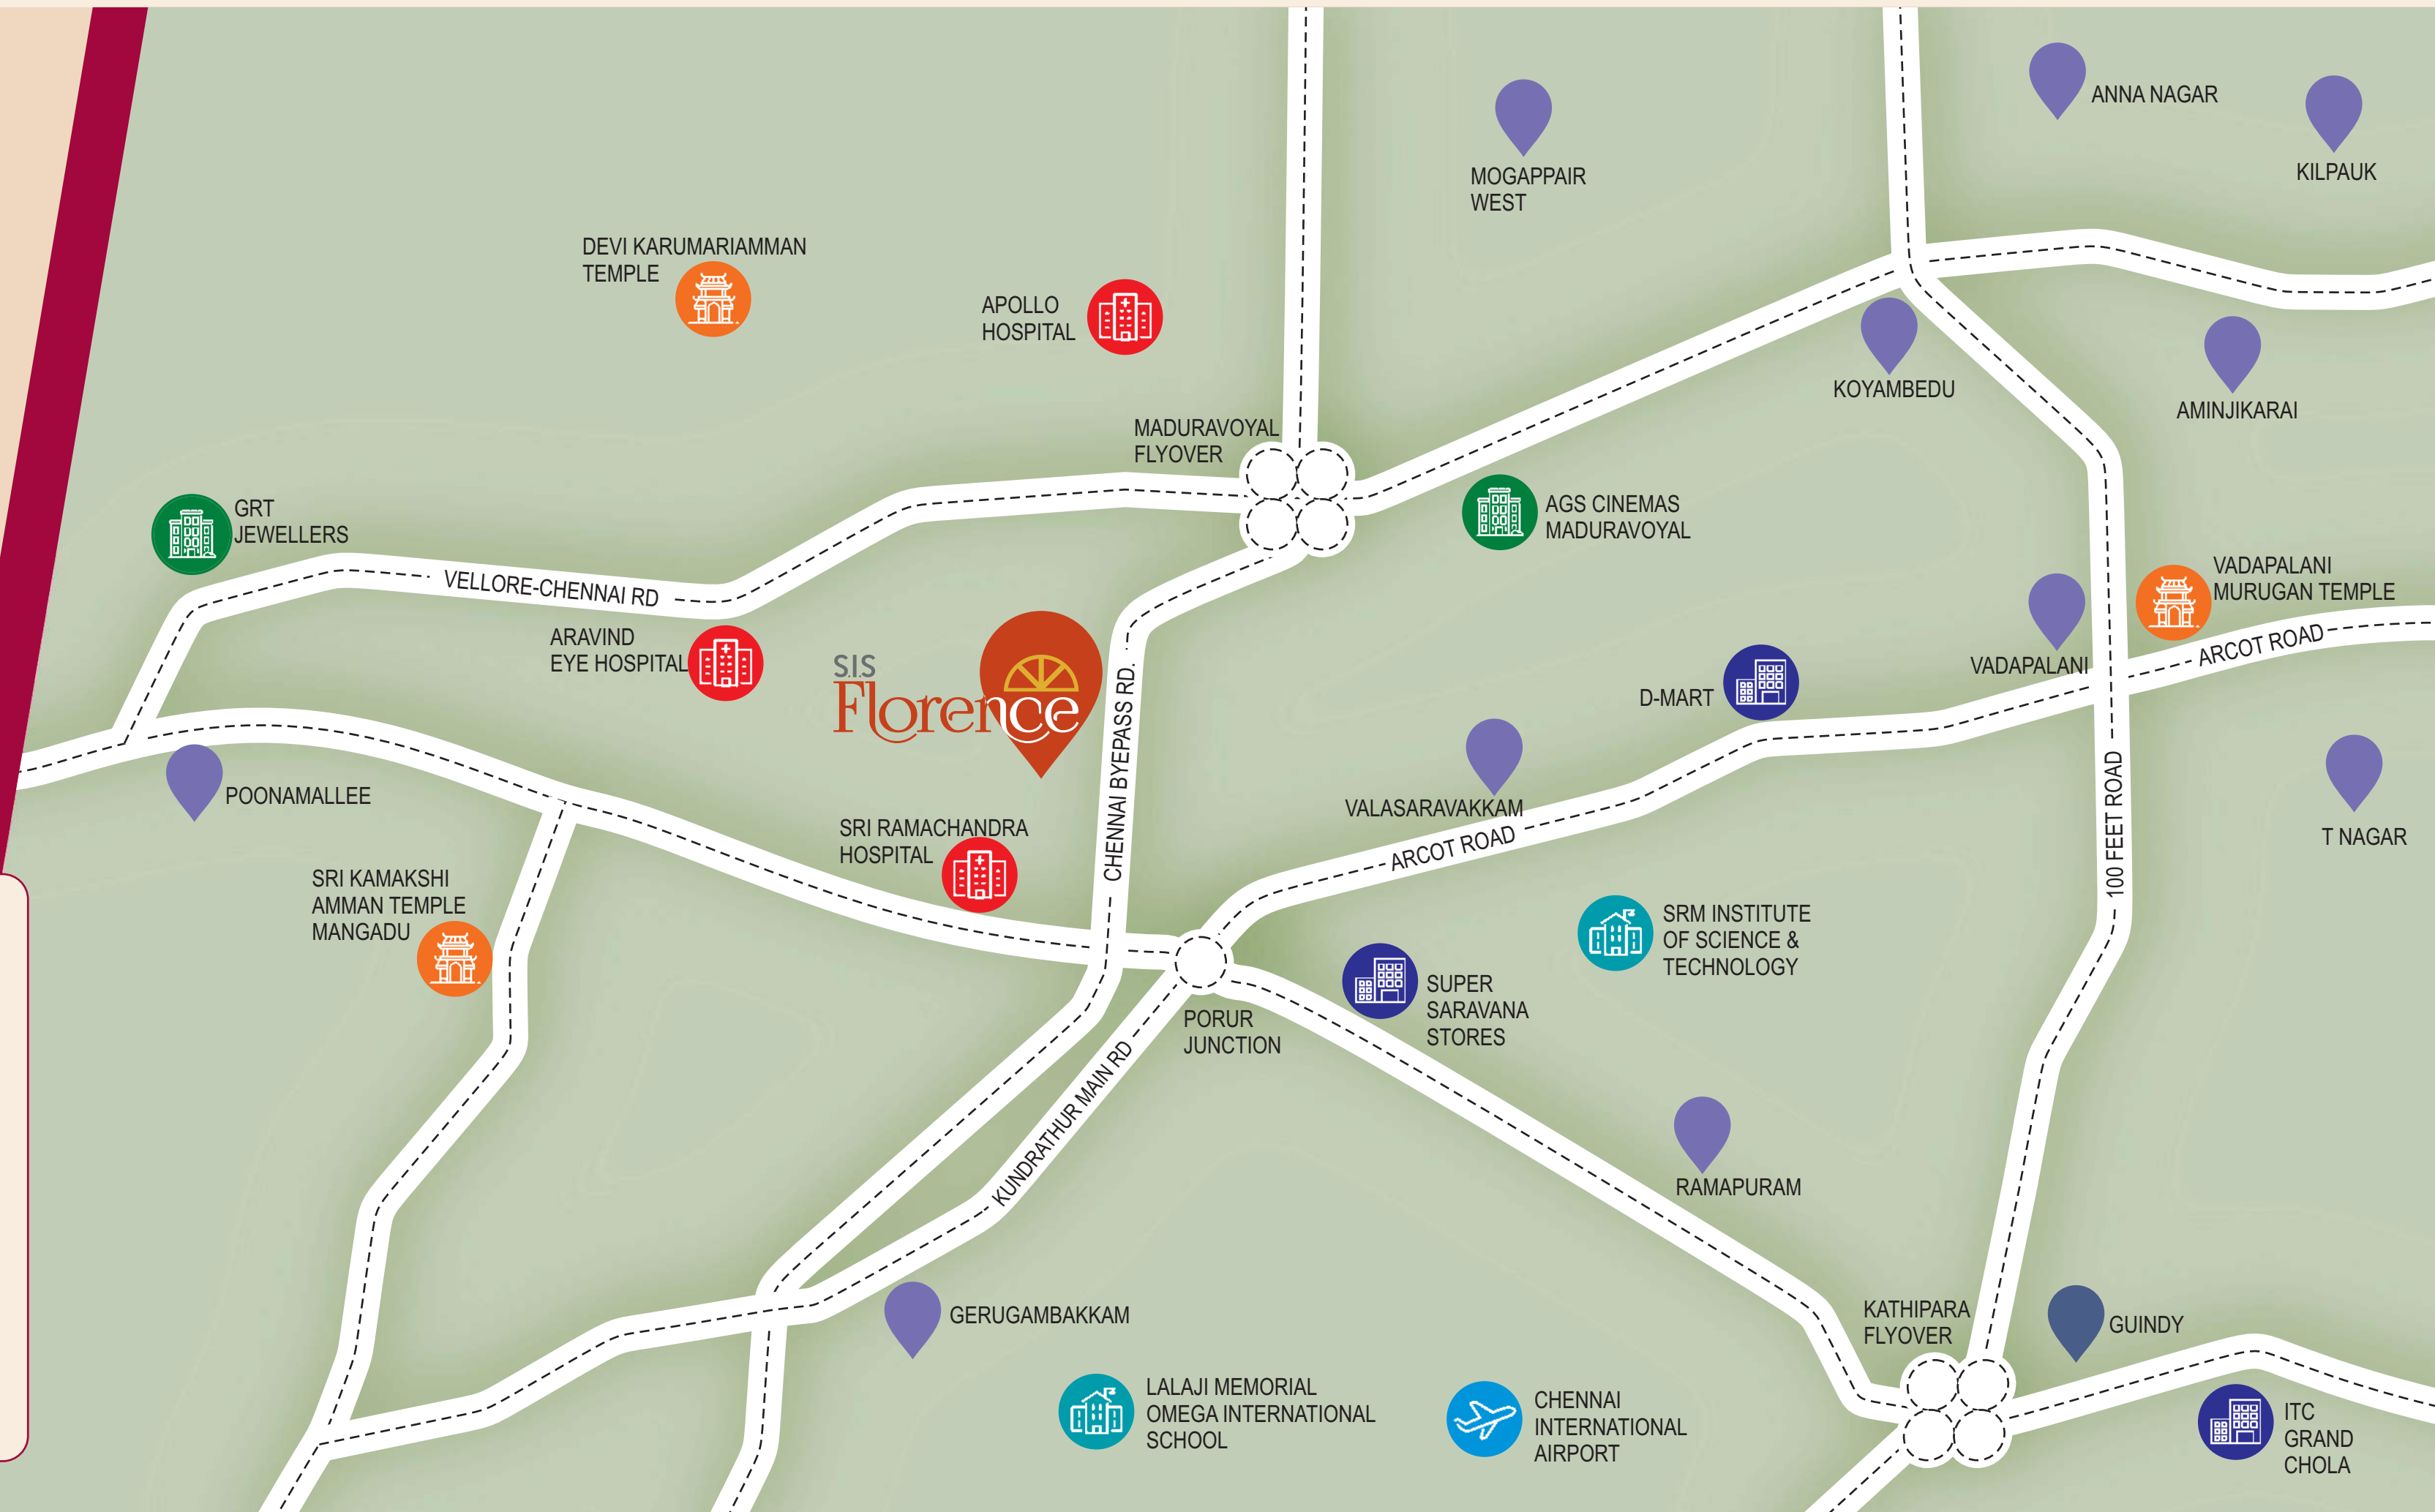 ANNA NAGAR
KILPAUK
MOGAPPAIR
WEST
DEVI KARUMARIAMMAN
TEMPLE
APOLLO
HOSPITAL
KOYAMBEDU
AMINJIKARAI
MADURAVOYAL
FLYOVER
GRT
JEWELLERS
AGS CINEMAS
MADURAVOYAL
VELLORE-CHENNAI RD
VADAPALANI
MURUGAN TEMPLE
ARAVIND
EYE HOSPITAL
S.I.S
Florence
CHENNAI BYEPASS RD.
D-MART
VADAPALANI
ARCOT ROAD
POONAMALLEE
VALASARAVAKKAM
ARCOT ROAD
100 FEET ROAD
T NAGAR
SRI RAMACHANDRA
HOSPITAL
SRI KAMAKSHI
AMMAN TEMPLE
MANGADU
SRM INSTITUTE
OF SCIENCE &
TECHNOLOGY
SUPER
SARAVANA
STORES
PORUR
JUNCTION
KUNDRATHUR MAIN RD
RAMAPURAM
GERUGAMBAKKAM
KATHIPARA
FLYOVER
GUINDY
LALAJI MEMORIAL
OMEGA INTERNATIONAL
SCHOOL
CHENNAI
INTERNATIONAL
AIRPORT
ITC
GRAND
CHOLA